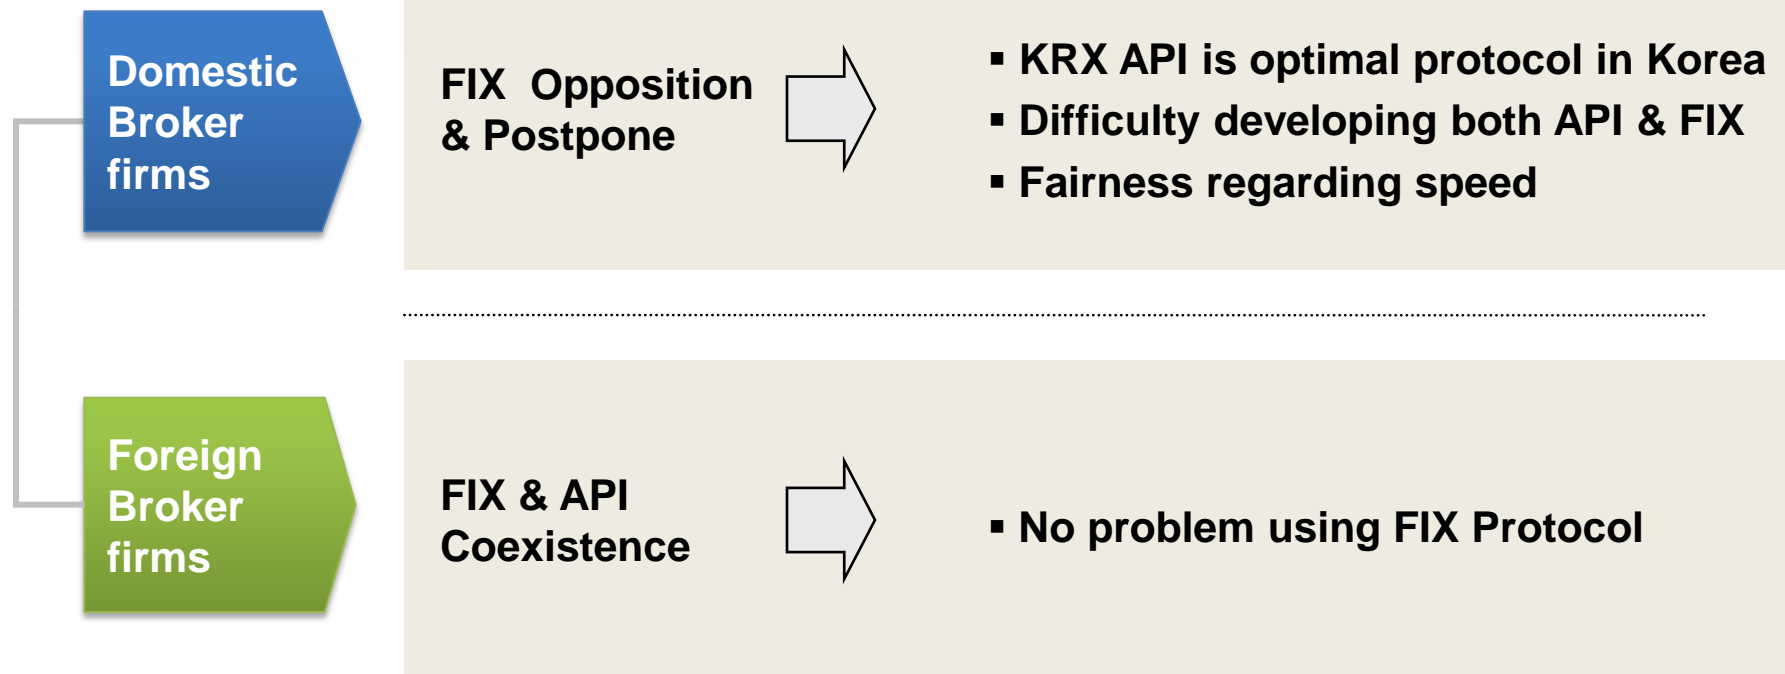 Domestic
Broker
firms
FIX Opposition
& Postpone
▪ KRX API is optimal protocol in Korea
▪ Difficulty developing both API & FIX
▪ Fairness regarding speed
Foreign
Broker
firms
FIX & API
Coexistence
▪ No problem using FIX Protocol